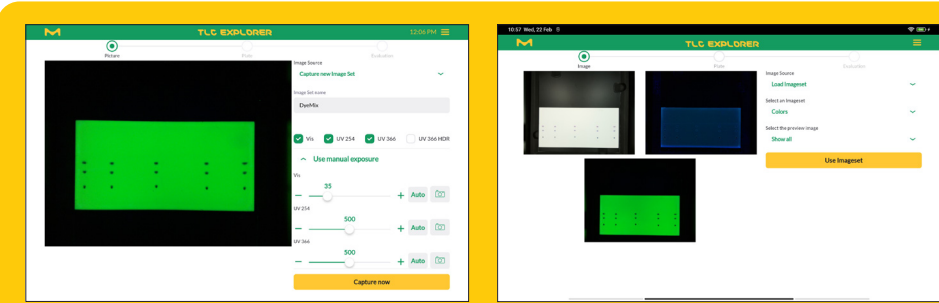 TLC EXPLORER
12:06 PM
Picture
Plate
Evaluation
Image Source
Capture new Image Set
Image Set name
DyeMix
Vis
UV 254
UV 366
UV 366 HDR
Use manual exposure
Vis
35
Auto
UV 254
500
Auto
UV 366
500
Auto
Capture now
10:57 Wed, 22 Feb
TLC EXPLORER
Image
Plate
Evaluation
Image Source
Load Imageset
Select an Imageset
Colors
Select the preview image
Show all
Use Imageset